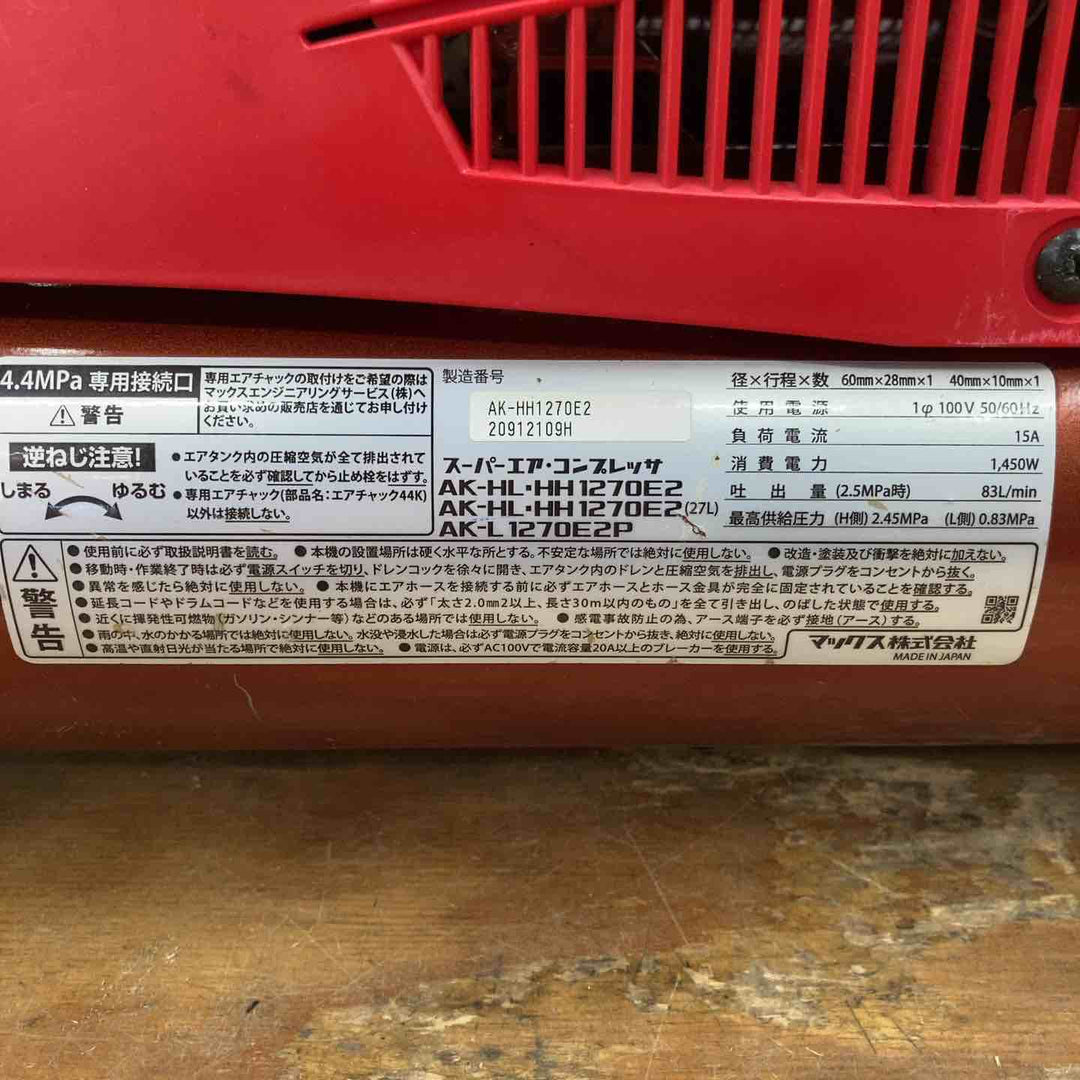 4.4MPa 専用接続口
警告
専用エアチャックの取付けをご希望の際は
マックスエンジニアリングサービス(株)へ
お買い求めの販売店を通じてお申し付け
ください。
逆ねじ注意!
しまる ゆるむ
●エアタンク内の圧縮空気が全て排出されて
いることを必ず確認してから止め栓をはずす。
●専用エアチャック(部品名:エアチャック44K)
以外は接続しない。
製造番号
AK-HH1270E2
20912109H
スーパーエア・コンプレッサ
AK-HL・HH1270E2
AK-HL・HH1270E2(27L)
AK-L1270E2P
径×行程×数 60mm×28mm×1 40mm×10mm×1
使用電源 1φ 100V 50/60Hz
負荷電流 15A
消費電力 1,450W
吐出量 (2.5MPa時) 83L/min
最高供給圧力 (H側) 2.45MPa (L側) 0.83MPa
警告
●使用前に必ず取扱説明書を読む。 ●本機の設置場所は硬く水平な所とする。不安定な場所では絶対に使用しない。 ●改造・塗装及び衝撃を絶対に加えない。
●移動時・作業終了時は必ず電源スイッチを切り、ドレンコックを徐々に開き、エアタンク内のドレンと圧縮空気を排出し、電源プラグをコンセントから抜く。
●異常を感じたら絶対に使用しない。 ●本機にエアホースを接続する前に必ずエアホースとホース金具が完全に固定されていることを確認する。
●延長コードやドラムコードなどを使用する場合は、必ず「太さ2.0mm2以上、長さ30m以内のもの」を全て引き出し、のばした状態で使用する。
●近くに揮発性可燃物(ガソリン・シンナー等)などのある場所では使用しない。 ●感電事故防止の為、アース端子を必ず接地(アース)する。
●雨の中、水のかかる場所では絶対に使用しない。水没や浸水した場合は必ず電源プラグをコンセントから抜き、絶対に使用しない。
●高温や直射日光が当たる場所で絶対に使用しない。 ●電源は、必ずAC100Vで電流容量20A以上のブレーカーを使用する。
マックス株式会社
MADE IN JAPAN